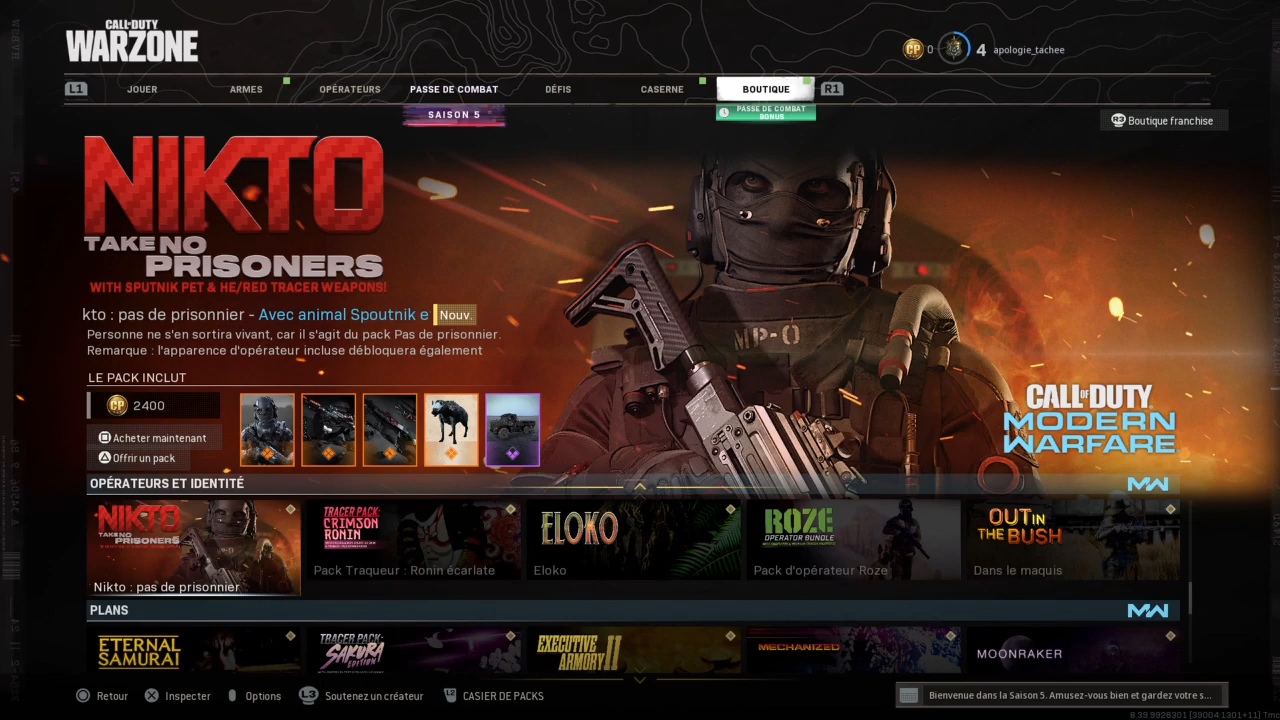 CALL OF DUTY
WARZONE
CP 0
4 apologie_tachee
L1 JOUER ARMES OPÉRATEURS PASSE DE COMBAT DÉFIS CASERNE BOUTIQUE R1
SAISON 5
PASSE DE COMBAT
BONUS
R3 Boutique franchise
NIKTO
TAKE NO
PRISONERS
WITH SPUTNIK PET & HE/RED TRACER WEAPONS!
kto : pas de prisonnier - Avec animal Spoutnik e Nouv.
Personne ne s'en sortira vivant, car il s'agit du pack Pas de prisonnier.
Remarque : l'apparence d'opérateur incluse débloquera également
MP-0
LE PACK INCLUT
CP 2400
Acheter maintenant
Offrir un pack
CALL OF DUTY
MODERN
WARFARE
OPÉRATEURS ET IDENTITÉ MW
NIKTO
TAKE NO
PRISONERS
Nikto : pas de prisonnier
TRACER PACK:
CRIMSON
RONIN
Pack Traqueur : Ronin écarlate
ELOKO
Eloko
ROZE
OPERATOR BUNDLE
Pack d'opérateur Roze
OUT IN
THE BUSH
Dans le maquis
PLANS MW
ETERNAL
SAMURAI
TRACER PACK:
SAKURA
EDITION
EXECUTIVE
ARMORY II
MECHANIZED
MOONRAKER
Retour Inspecter Options L3 Soutenez un créateur L2 CASIER DE PACKS
Bienvenue dans la Saison 5. Amusez-vous bien et gardez votre s...